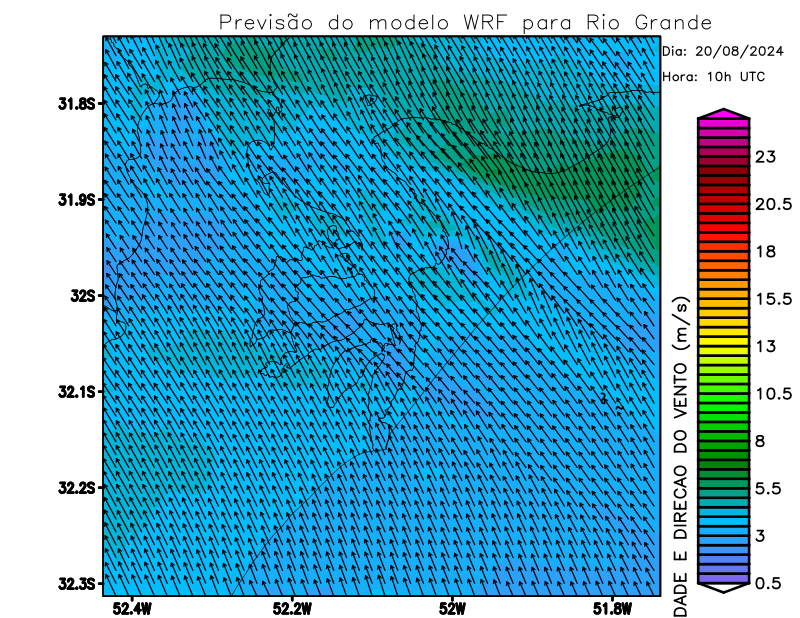 Previsão do modelo WRF para Rio Grande
Dia: 20/08/2024
Hora: 10h UTC
31.8S
31.9S
32S
32.1S
32.2S
32.3S
52.4W
52.2W
52W
51.8W
23
20.5
18
15.5
13
10.5
8
5.5
3
0.5
DADE E DIRECAO DO VENTO (m/s)